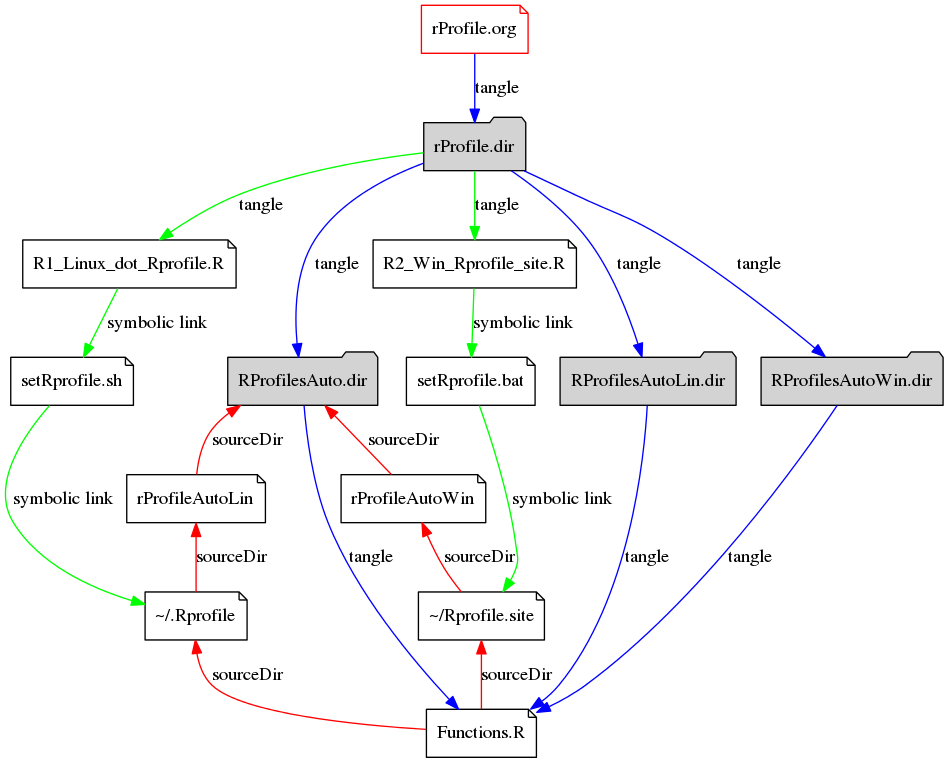 rProfile.org
tangle
rProfile.dir
tangle
tangle
R1_Linux_dot_Rprofile.R
tangle
R2_Win_Rprofile_site.R
tangle
tangle
symbolic link
symbolic link
setRprofile.sh
RProfilesAuto.dir
setRprofile.bat
RProfilesAutoLin.dir
RProfilesAutoWin.dir
sourceDir
sourceDir
symbolic link
rProfileAutoLin
rProfileAutoWin
symbolic link
sourceDir
tangle
sourceDir
tangle
tangle
~/.Rprofile
~/Rprofile.site
sourceDir
sourceDir
Functions.R